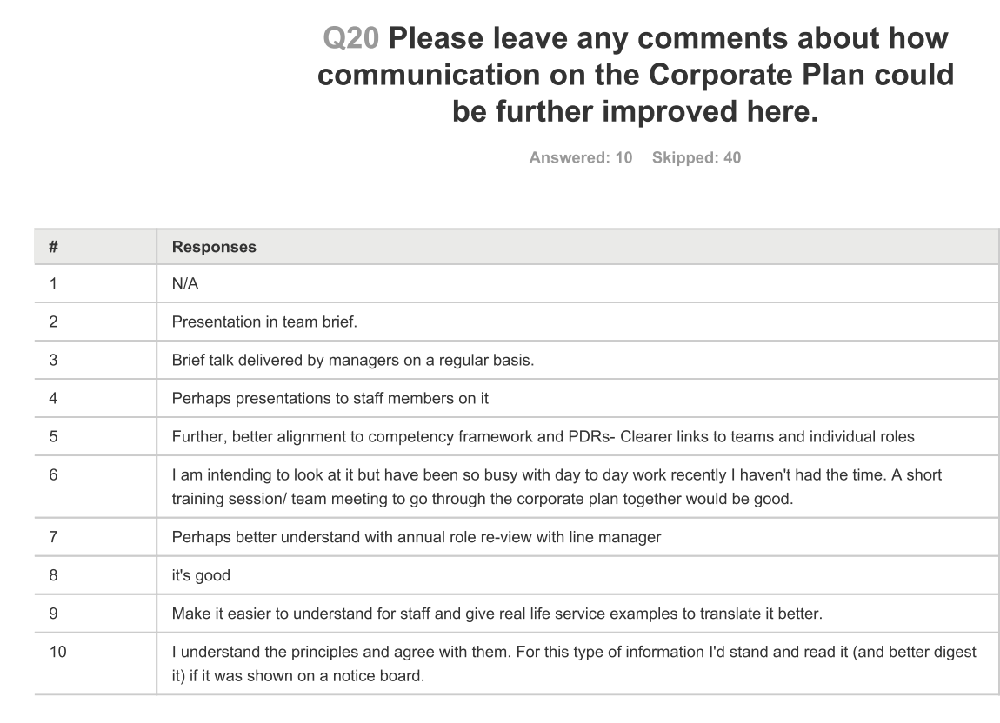 Q20 Please leave any comments about how
communication on the Corporate Plan could
be further improved here.
Answered: 10 Skipped: 40
# Responses
1 N/A
2 Presentation in team brief.
3 Brief talk delivered by managers on a regular basis.
4 Perhaps presentations to staff members on it
5 Further, better alignment to competency framework and PDRs- Clearer links to teams and individual roles
6 I am intending to look at it but have been so busy with day to day work recently I haven't had the time. A short
training session/ team meeting to go through the corporate plan together would be good.
7 Perhaps better understand with annual role re-view with line manager
8 it's good
9 Make it easier to understand for staff and give real life service examples to translate it better.
10 I understand the principles and agree with them. For this type of information I'd stand and read it (and better digest
it) if it was shown on a notice board.